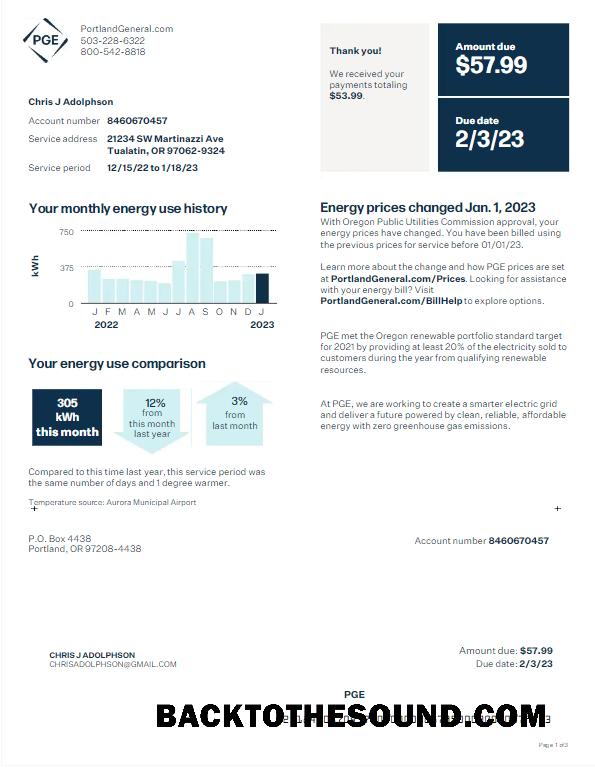 PGE
PortlandGeneral.com
503-228-6322
800-542-8818
Thank you!
We received your
payments totaling
$53.99.
Amount due
$57.99
Due date
2/3/23
Chris J Adolphson
Account number 8460670457
Service address 21234 SW Martinazzi Ave
Tualatin, OR 97062-9324
Service period 12/15/22 to 1/18/23
Your monthly energy use history
750
375
0
kWh
J F M A M J J A S O N D J
2022 2023
Energy prices changed Jan. 1, 2023
With Oregon Public Utilities Commission approval, your
energy prices have changed. You have been billed using
the previous prices for service before 01/01/23.
Learn more about the change and how PGE prices are set
at PortlandGeneral.com/Prices. Looking for assistance
with your energy bill? Visit
PortlandGeneral.com/BillHelp to explore options.
PGE met the Oregon renewable portfolio standard target
for 2021 by providing at least 20% of the electricity sold to
customers during the year from qualifying renewable
resources.
At PGE, we are working to create a smarter electric grid
and deliver a future powered by clean, reliable, affordable
energy with zero greenhouse gas emissions.
Your energy use comparison
305
kWh
this month
12%
from
this month
last year
3%
from
last month
Compared to this time last year, this service period was
the same number of days and 1 degree warmer.
Temperature source: Aurora Municipal Airport
P.O. Box 4438
Portland, OR 97208-4438
Account number 8460670457
CHRIS J ADOLPHSON
CHRISADOLPHSON@GMAIL.COM
Amount due: $57.99
Due date: 2/3/23
PGE
BACKTOTHESOUND.COM
Page 1 of 3